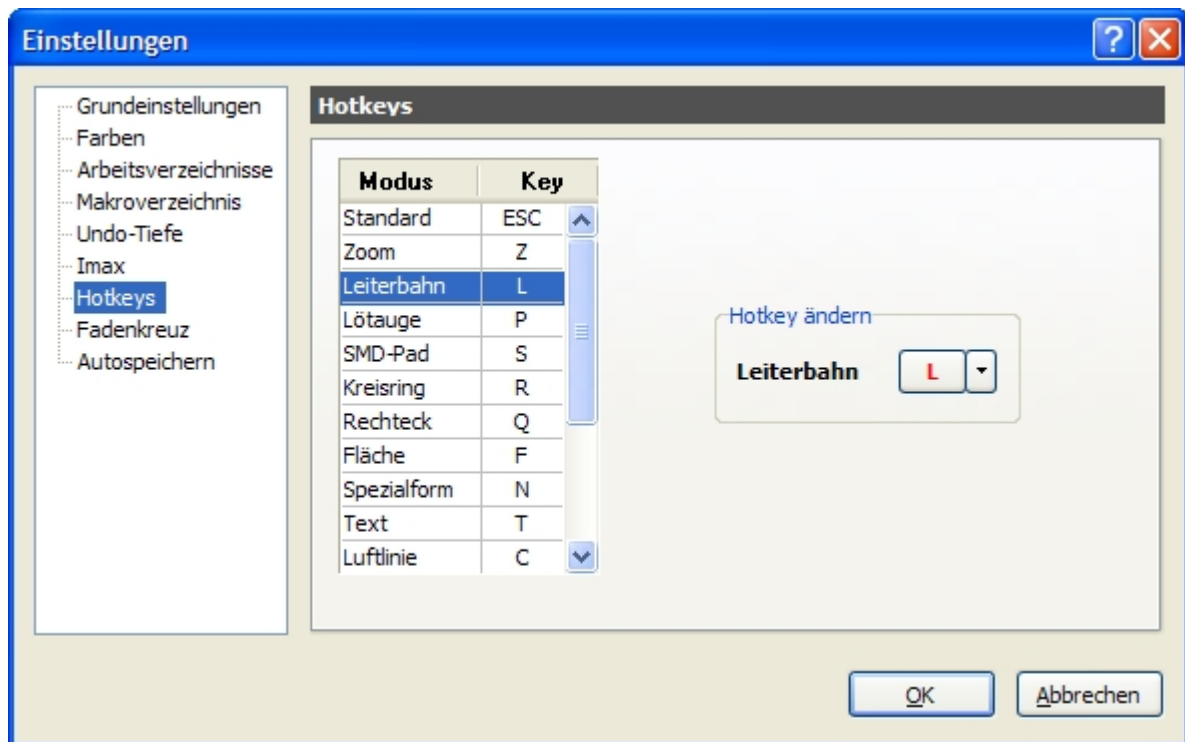 Einstellungen
Grundeinstellungen
Farben
Arbeitsverzeichnisse
Makroverzeichnis
Undo-Tiefe
Imax
Hotkeys
Fadenkreuz
Autospeichern
Hotkeys
Modus Key
Standard ESC
Zoom Z
Leiterbahn L
Lötauge P
SMD-Pad S
Kreisring R
Rechteck Q
Fläche F
Spezialform N
Text T
Luftlinie C
Hotkey ändern
Leiterbahn L
OK Abbrechen